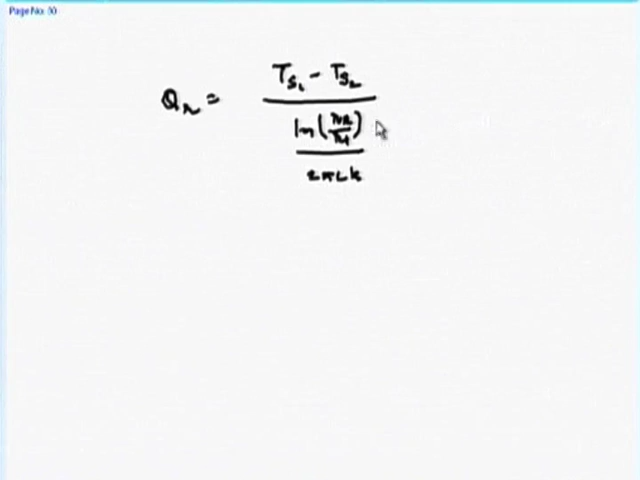 Page No. 30
Qr = (Ts1 - Ts2) / (ln(r2/r1) / 2πLk)